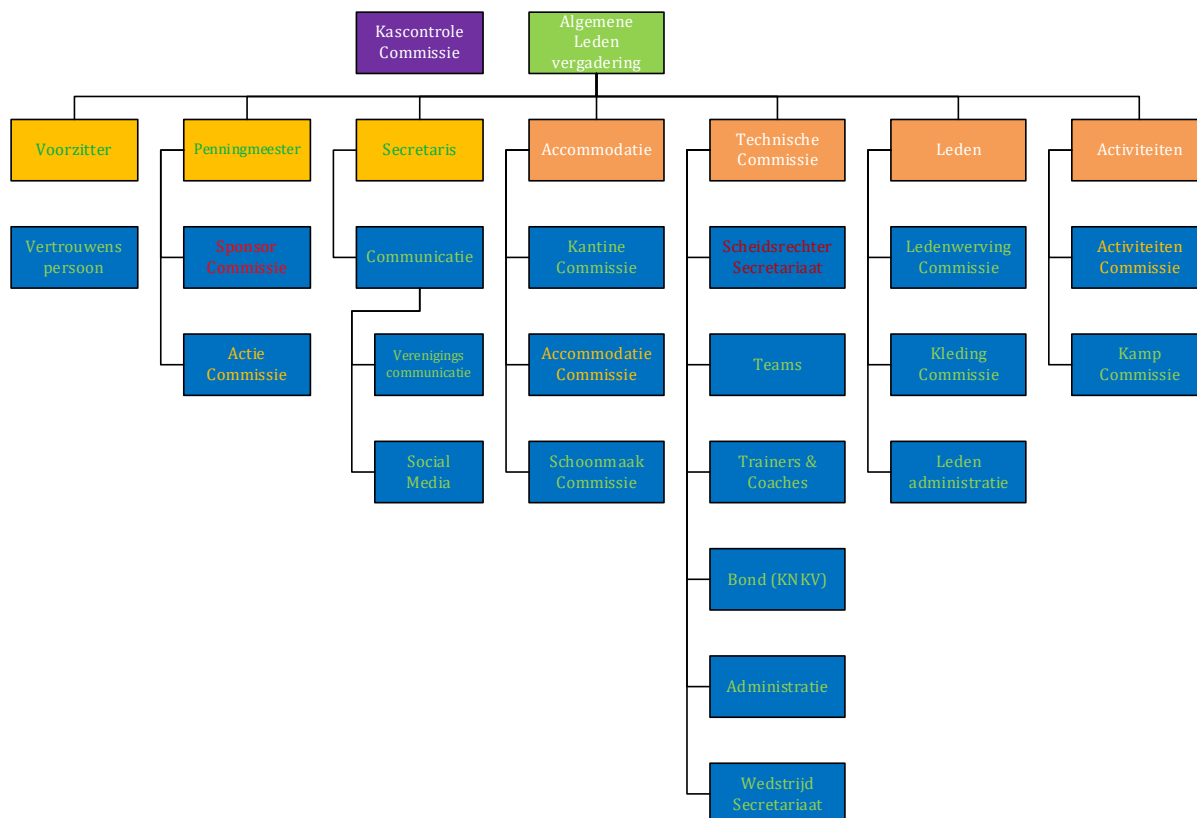 Kascontrole
Commissie
Algemene
Leden
vergadering
Voorzitter
Penningmeester
Secretaris
Accommodatie
Technische
Commissie
Leden
Activiteiten
Vertrouwens
persoon
Sponsor
Commissie
Communicatie
Kantine
Commissie
Scheidsrechter
Secretariaat
Ledenwerving
Commissie
Activiteiten
Commissie
Actie
Commissie
Verenigings
communicatie
Accommodatie
Commissie
Teams
Kleding
Commissie
Kamp
Commissie
Social
Media
Schoonmaak
Commissie
Trainers &
Coaches
Leden
administratie
Bond (KNKV)
Administratie
Wedstrijd
Secretariaat